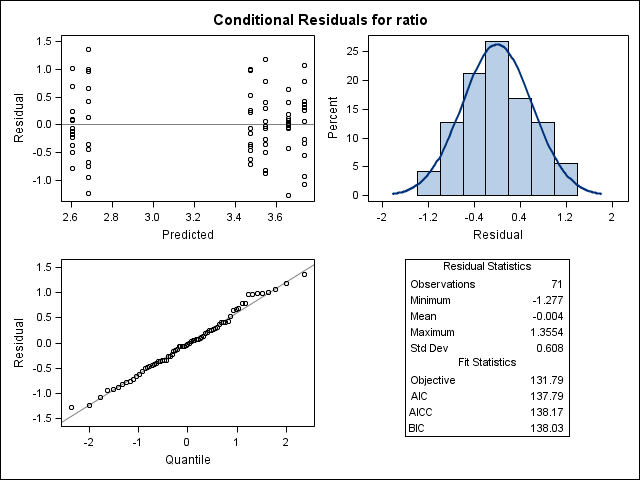 Conditional Residuals for ratio
1.5
1.0
0.5
0.0
-0.5
-1.0
Residual
2.6 2.8 3.0 3.2 3.4 3.6
Predicted
25
20
15
10
5
0
Percent
-2 -1.2 -0.4 0.4 1.2 2
Residual
1.5
1.0
0.5
0.0
-0.5
-1.0
-1.5
Residual
-2 -1 0 1 2
Quantile
Residual Statistics
Observations 71
Minimum -1.277
Mean -0.004
Maximum 1.3554
Std Dev 0.608
Fit Statistics
Objective 131.79
AIC 137.79
AICC 138.17
BIC 138.03